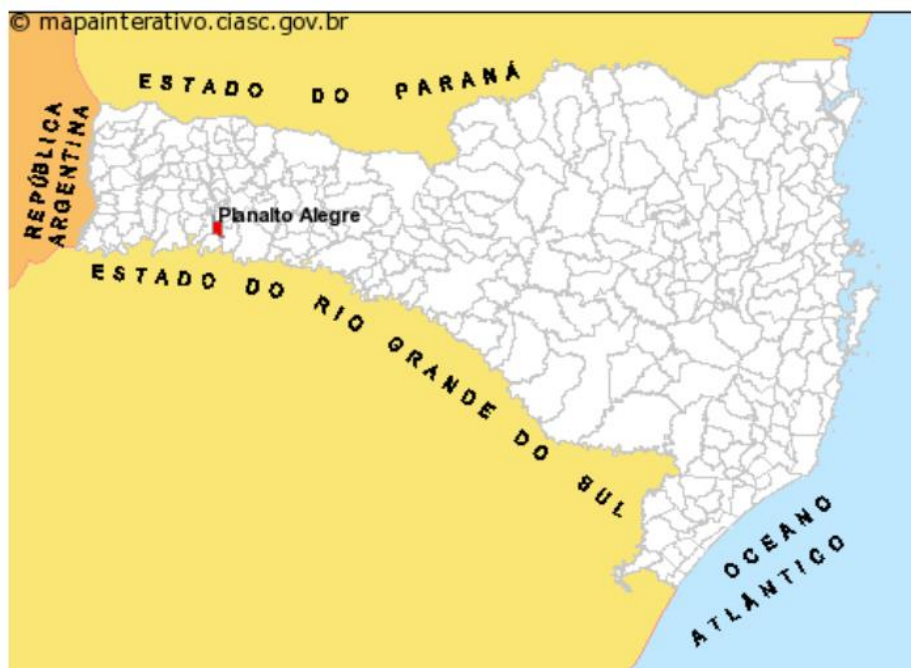 © mapainterativo.ciasc.gov.br
ESTADO DO PARANÁ
REPÚBLICA
ARGENTINA
Planalto Alegre
ESTADO DO RIO GRANDE DO SUL
OCEANO
ATLÂNTICO